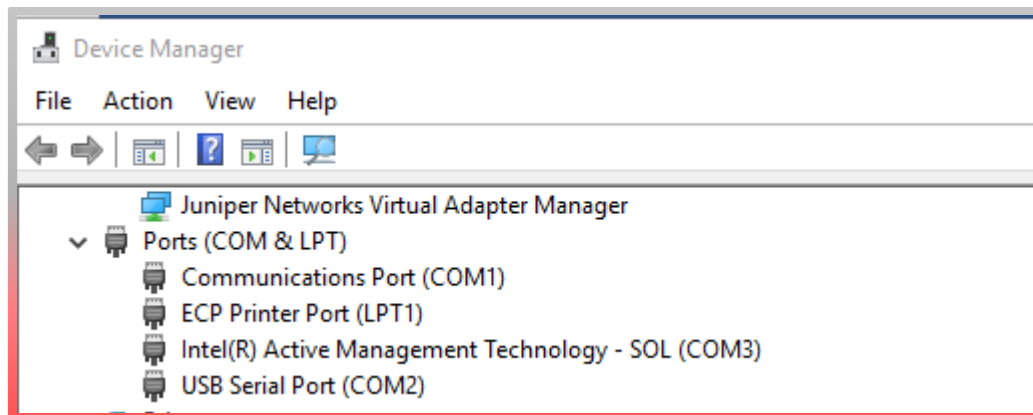 Device Manager
File Action View Help
Juniper Networks Virtual Adapter Manager
Ports (COM & LPT)
Communications Port (COM1)
ECP Printer Port (LPT1)
Intel(R) Active Management Technology - SOL (COM3)
USB Serial Port (COM2)